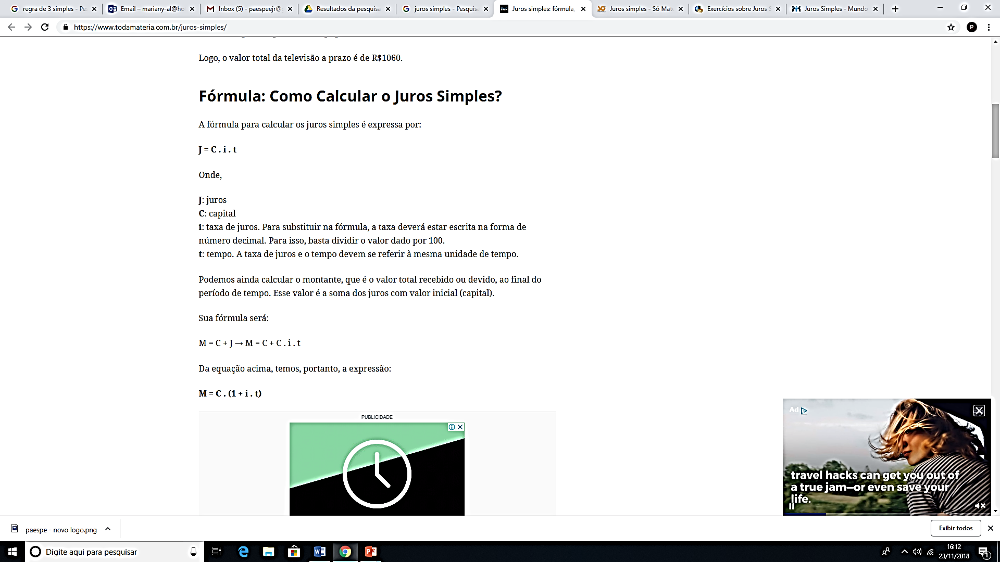 regra de 3 simples - Pe
Email – mariany-al@ho
Inbox (5) - paespeejr@g
Resultados da pesquisa
juros simples - Pesquis
Juros simples: fórmula,
Juros simples - Só Mat
Exercícios sobre Juros S
Juros Simples - Mundo
https://www.todamateria.com.br/juros-simples/
P
Logo, o valor total da televisão a prazo é de R$1060.
Fórmula: Como Calcular o Juros Simples?
A fórmula para calcular os juros simples é expressa por:
J = C . i . t
Onde,
J: juros
C: capital
i: taxa de juros. Para substituir na fórmula, a taxa deverá estar escrita na forma de
número decimal. Para isso, basta dividir o valor dado por 100.
t: tempo. A taxa de juros e o tempo devem se referir à mesma unidade de tempo.
Podemos ainda calcular o montante, que é o valor total recebido ou devido, ao final do
período de tempo. Esse valor é a soma dos juros com valor inicial (capital).
Sua fórmula será:
M = C + J → M = C + C . i . t
Da equação acima, temos, portanto, a expressão:
M = C . (1 + i . t)
PUBLICIDADE
Ad
travel hacks can get you out of
a true jam—or even save your
life.
paespe - novo logo.png
Exibir todos
Digite aqui para pesquisar
16:12
23/11/2018
1